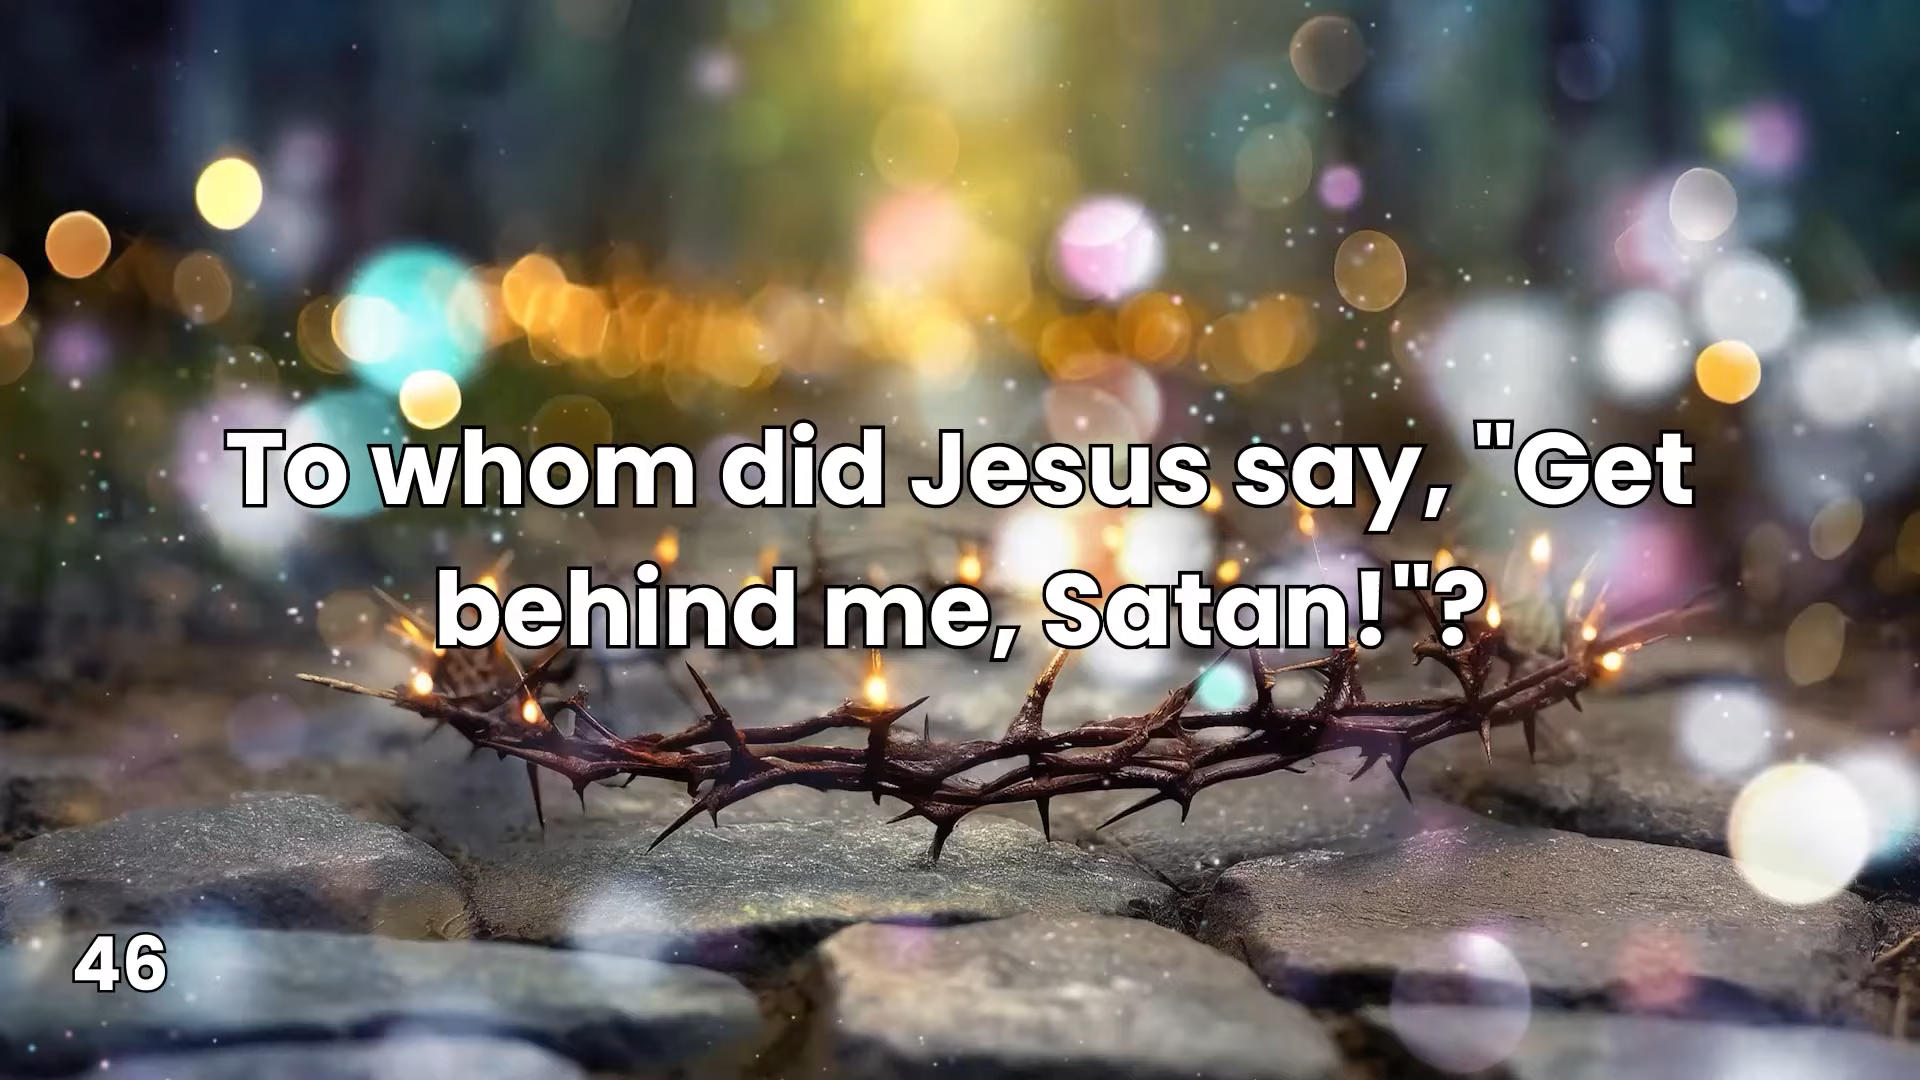 To whom did Jesus say, "Get
behind me, Satan!"?
46